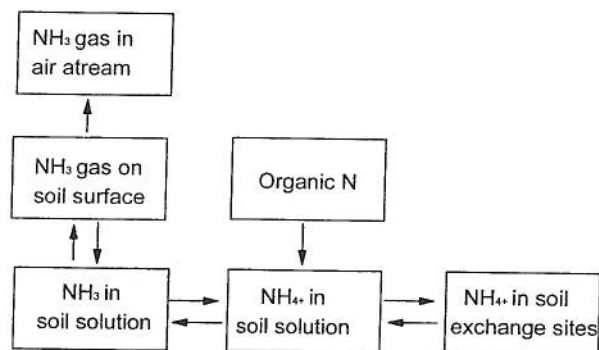 NH₃ gas in
air atream
NH₃ gas on
soil surface
Organic N
NH₃ in
soil solution
NH₄₊ in
soil solution
NH₄₊ in soil
exchange sites